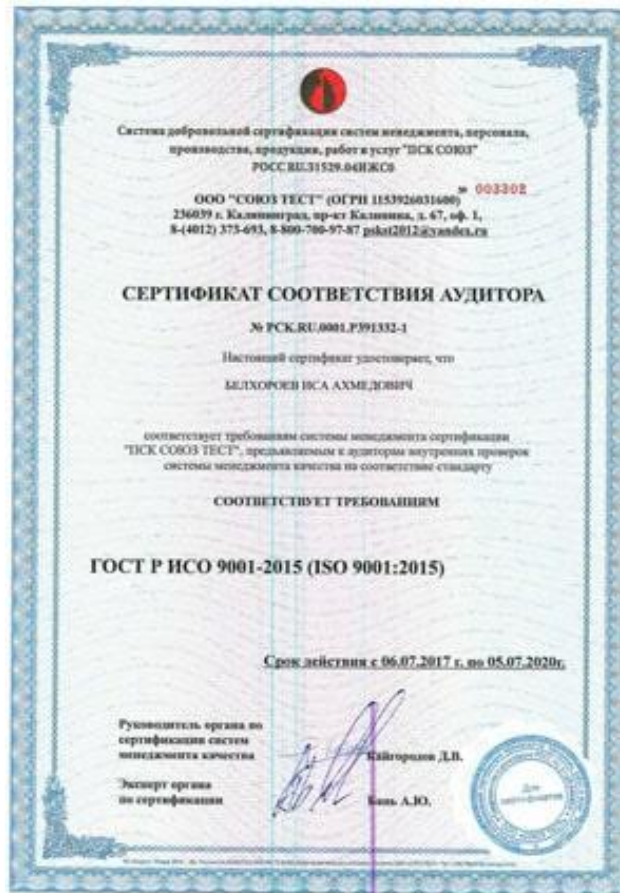 Система добровольной сертификации систем менеджмента, персонала,
производства, продукции, работ и услуг "ПСК СОЮЗ"
РОСС RU.31529.04ИЖС0
№ 003302
ООО "СОЮЗ ТЕСТ" (ОГРН 1153926031600)
236039 г. Калининград, пр-кт Калинина, д. 67, оф. 1,
8-(4012) 373-693, 8-800-700-97-87 pskst2012@yandex.ru
СЕРТИФИКАТ СООТВЕТСТВИЯ АУДИТОРА
№ РСК.RU.0001.Р391332-1
Настоящий сертификат удостоверяет, что
БЕЛХОРОЕВ ИСА АХМЕДОВИЧ
соответствует требованиям системы менеджмента сертификации
"ПСК СОЮЗ ТЕСТ", предъявляемым к аудиторам внутренних проверок
системы менеджмента качества на соответствие стандарту
СООТВЕТСТВУЕТ ТРЕБОВАНИЯМ
ГОСТ Р ИСО 9001-2015 (ISO 9001:2015)
Срок действия с 06.07.2017 г. по 05.07.2020г.
Руководитель органа по
сертификации систем
менеджмента качества
Кайгородов Д.В.
Эксперт органа
по сертификации
Бань А.Ю.
Для
сертификатов